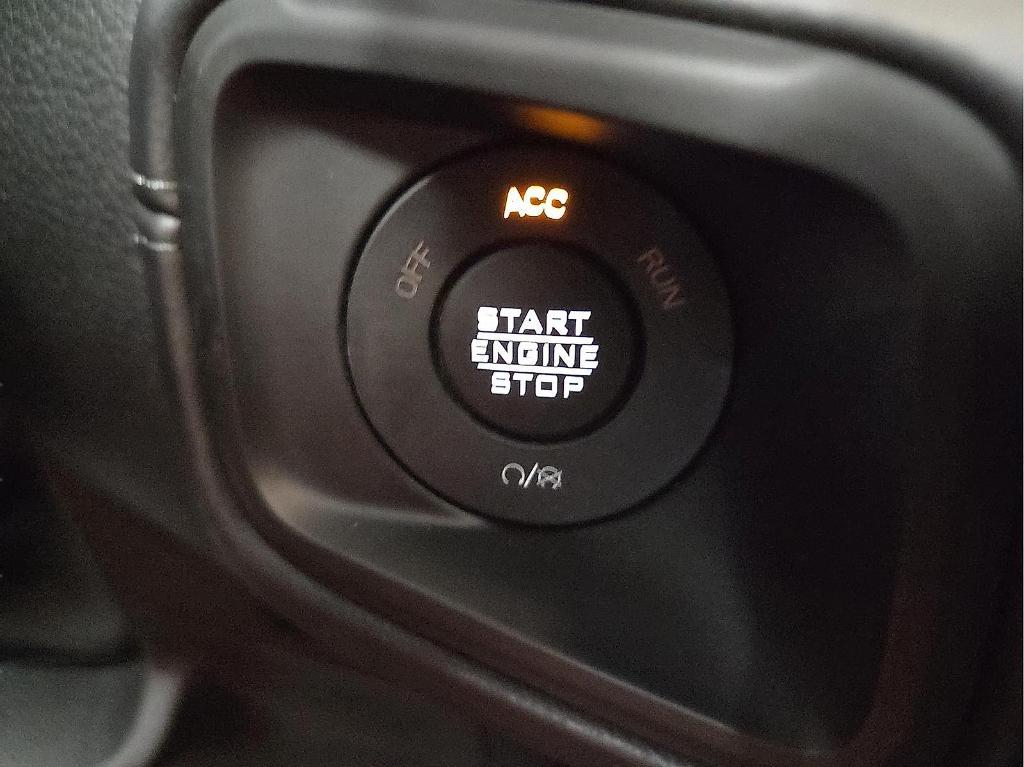 ACC
OFF
RUN
START
ENGINE
STOP